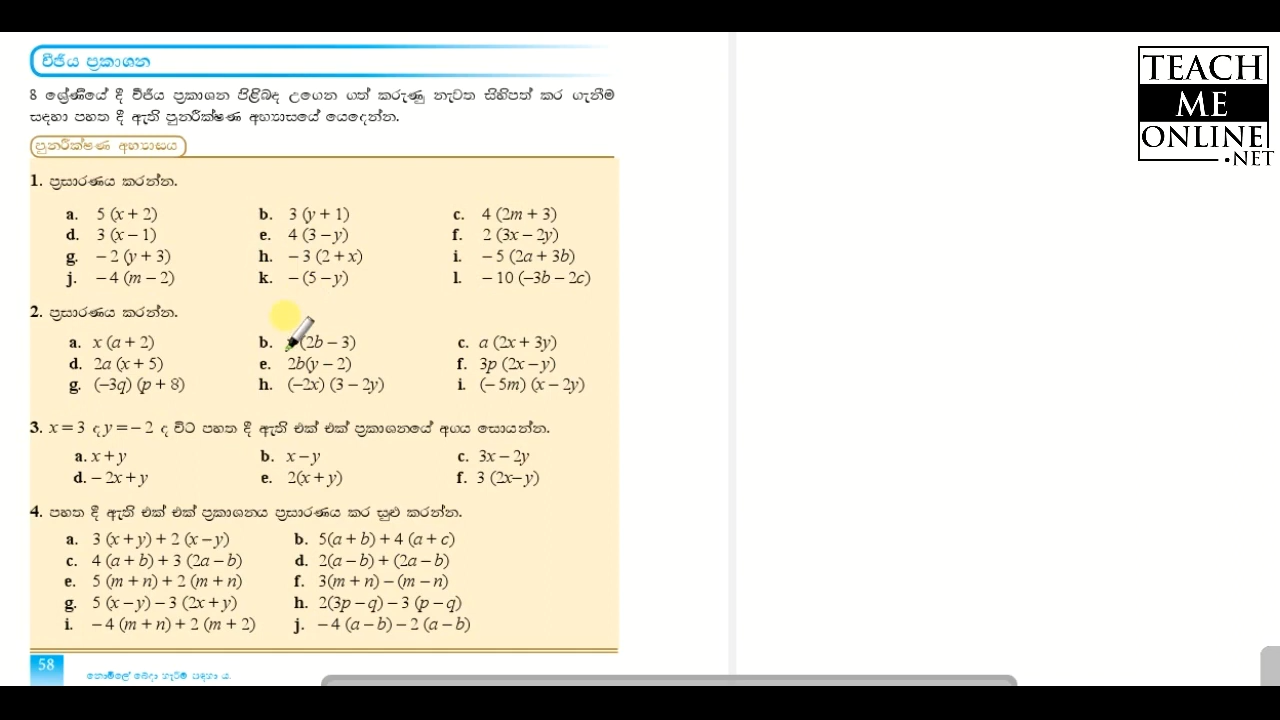 වීජීය ප්‍රකාශන
8 ශ්‍රේණියේ දී වීජීය ප්‍රකාශන පිළිබඳ උගෙන ගත් කරුණු නැවත සිහිපත් කර ගැනීම
සඳහා පහත දී ඇති පුනරීක්ෂණ අභ්‍යාසයේ යෙදෙන්න.
පුනරීක්ෂණ අභ්‍යාසය
1. ප්‍රසාරණය කරන්න.
a. 5 (x + 2) b. 3 (y + 1) c. 4 (2m + 3)
d. 3 (x – 1) e. 4 (3 – y) f. 2 (3x – 2y)
g. – 2 (y + 3) h. – 3 (2 + x) i. – 5 (2a + 3b)
j. – 4 (m – 2) k. – (5 – y) l. – 10 (–3b – 2c)
2. ප්‍රසාරණය කරන්න.
a. x (a + 2) b. (2b – 3) c. a (2x + 3y)
d. 2a (x + 5) e. 2b(y – 2) f. 3p (2x – y)
g. (–3q) (p + 8) h. (–2x) (3 – 2y) i. (– 5m) (x – 2y)
3. x = 3 ද y = – 2 ද විට පහත දී ඇති එක් එක් ප්‍රකාශනයේ අගය සොයන්න.
a. x + y b. x – y c. 3x – 2y
d. – 2x + y e. 2(x + y) f. 3 (2x– y)
4. පහත දී ඇති එක් එක් ප්‍රකාශනය ප්‍රසාරණය කර සුළු කරන්න.
a. 3 (x + y) + 2 (x – y) b. 5(a + b) + 4 (a + c)
c. 4 (a + b) + 3 (2a – b) d. 2(a – b) + (2a – b)
e. 5 (m + n) + 2 (m + n) f. 3(m + n) – (m – n)
g. 5 (x – y) – 3 (2x + y) h. 2(3p – q) – 3 (p – q)
i. – 4 (m + n) + 2 (m + 2) j. – 4 (a – b) – 2 (a – b)
58
නොමිලේ බෙදා හැරීම සඳහා ය.
TEACH
ME
ONLINE
.NET